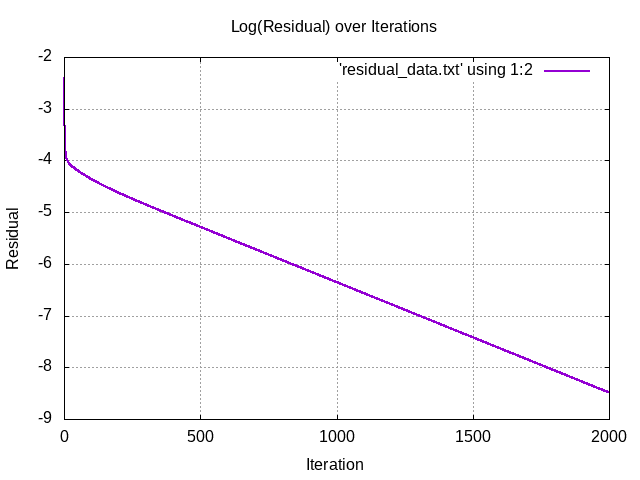 Log(Residual) over Iterations
'residual_data.txt' using 1:2
Residual
-2
-3
-4
-5
-6
-7
-8
-9
0 500 1000 1500 2000
Iteration